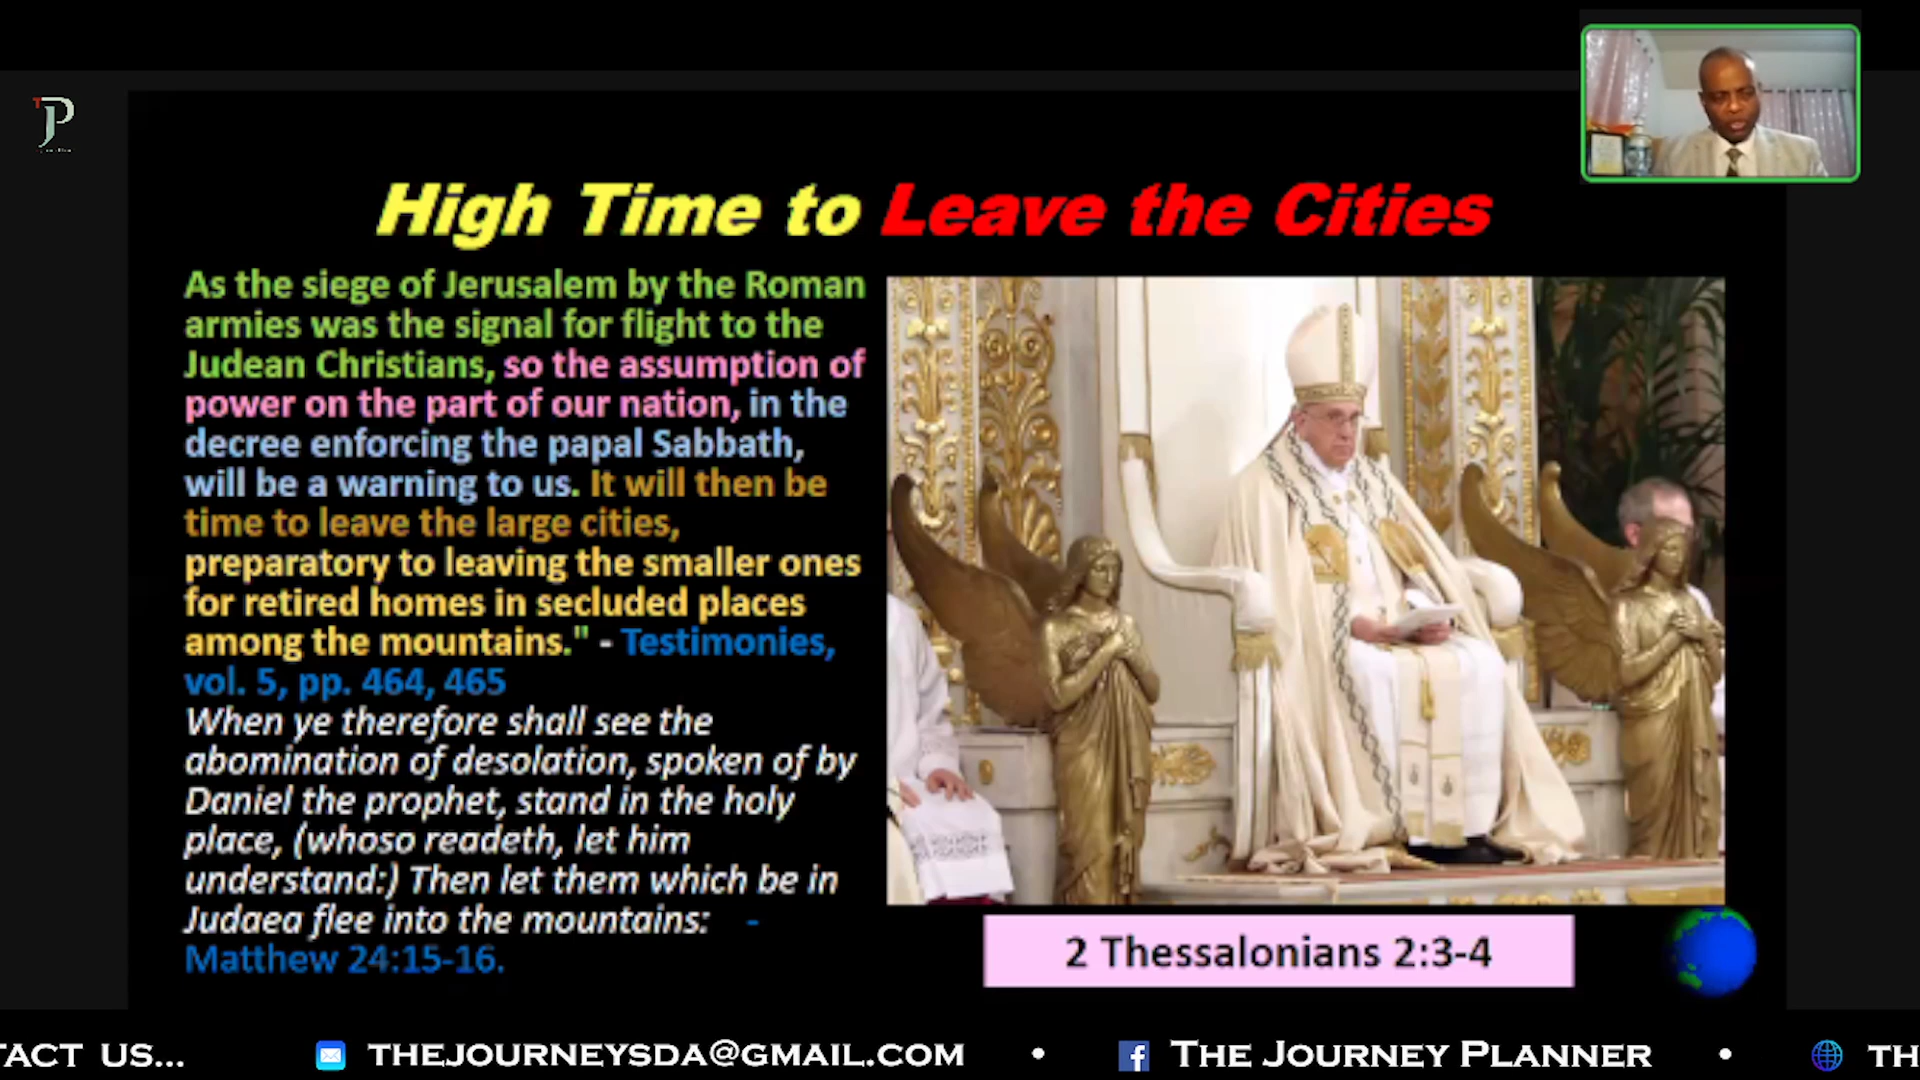 JP
High Time to Leave the Cities
As the siege of Jerusalem by the Roman
armies was the signal for flight to the
Judean Christians, so the assumption of
power on the part of our nation, in the
decree enforcing the papal Sabbath,
will be a warning to us. It will then be
time to leave the large cities,
preparatory to leaving the smaller ones
for retired homes in secluded places
among the mountains." - Testimonies,
vol. 5, pp. 464, 465
When ye therefore shall see the
abomination of desolation, spoken of by
Daniel the prophet, stand in the holy
place, (whoso readeth, let him
understand:) Then let them which be in
Judaea flee into the mountains: -
Matthew 24:15-16.
2 Thessalonians 2:3-4
TACT US... THEJOURNEYSDA@GMAIL.COM • THE JOURNEY PLANNER • TH